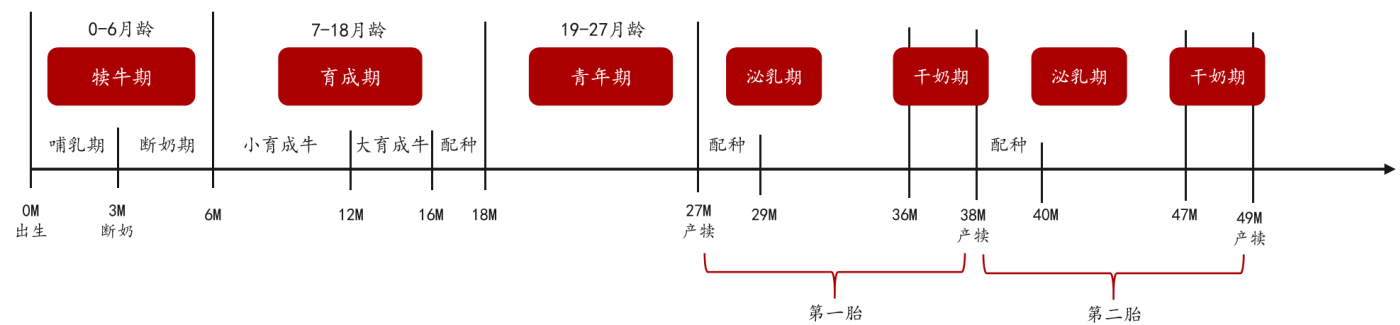 0-6月龄
7-18月龄
19-27月龄
犊牛期
育成期
青年期
泌乳期
干奶期
泌乳期
干奶期
哺乳期
断奶期
小育成牛
大育成牛
配种
配种
配种
0M
出生
3M
断奶
6M
12M
16M
18M
27M
产犊
29M
36M
38M
产犊
40M
47M
49M
产犊
第一胎
第二胎